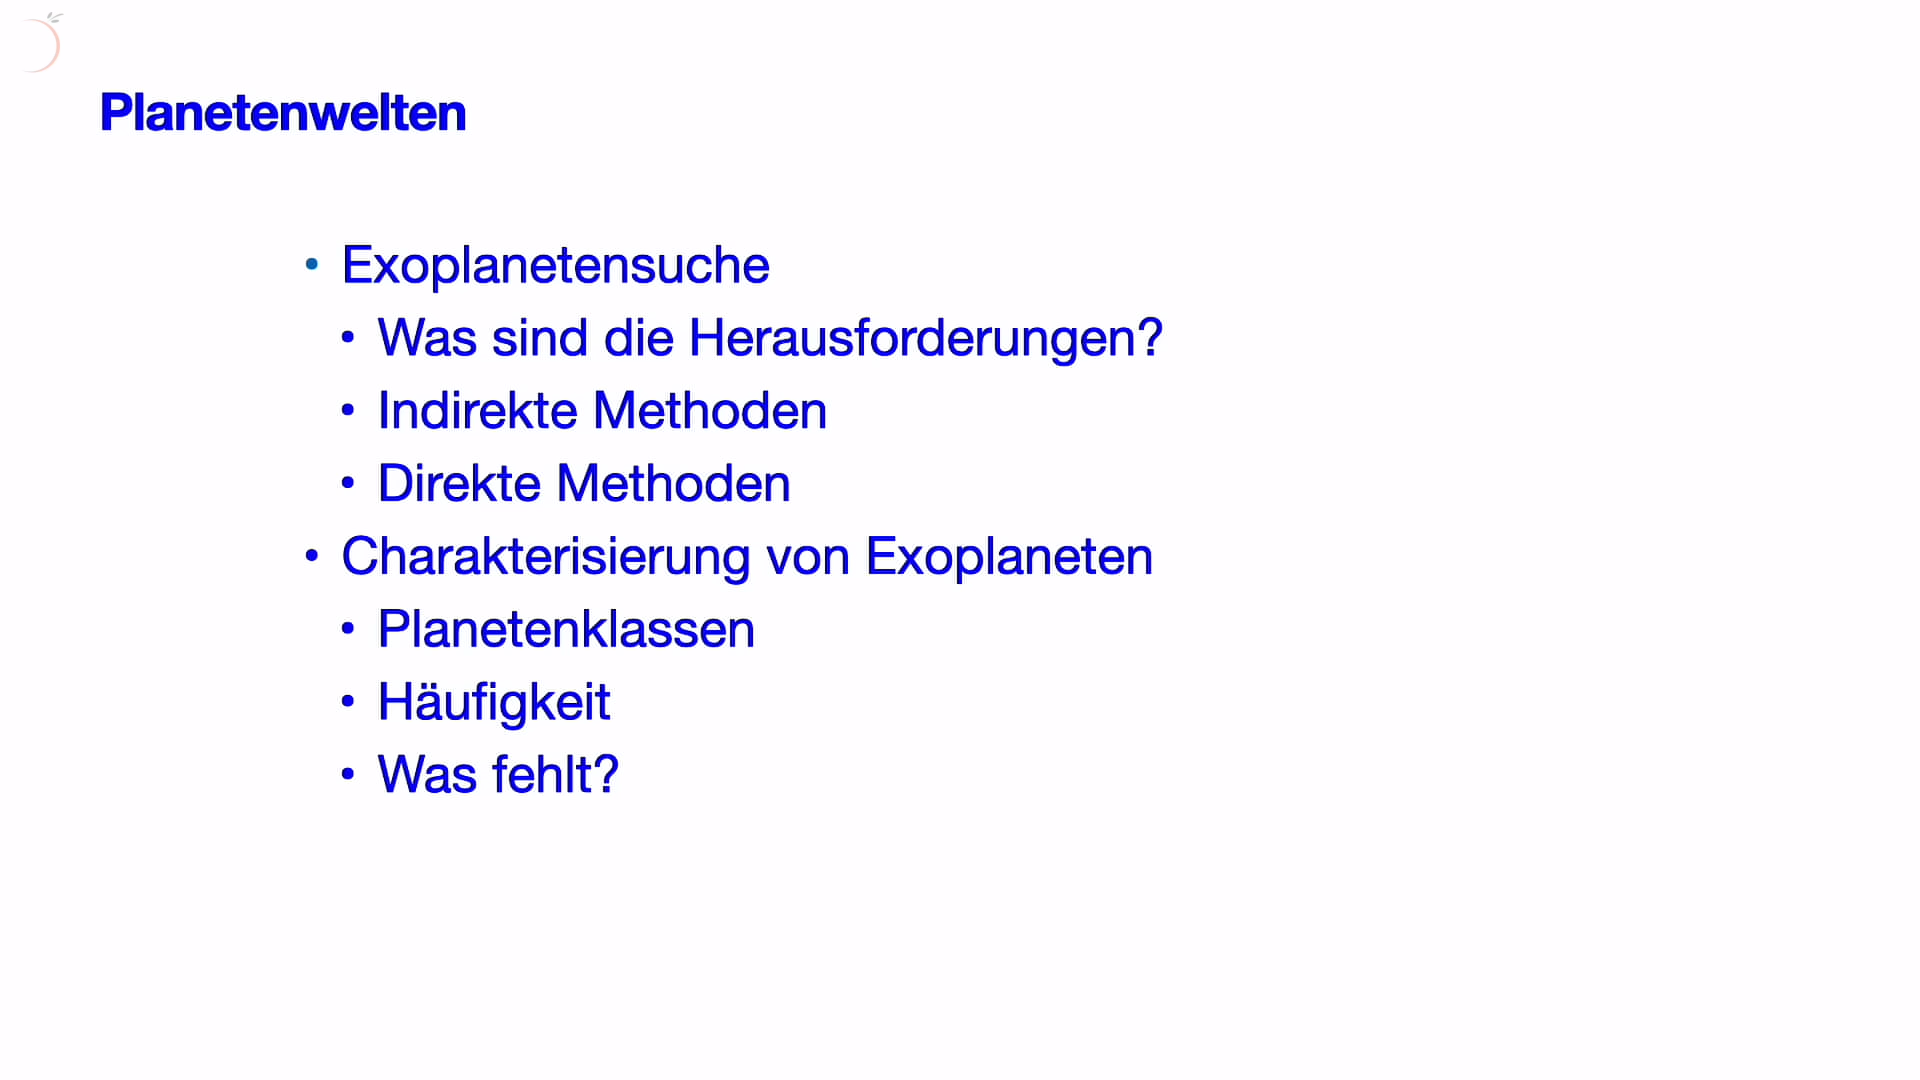 Planetenwelten
• Exoplanetensuche
• Was sind die Herausforderungen?
• Indirekte Methoden
• Direkte Methoden
• Charakterisierung von Exoplaneten
• Planetenklassen
• Häufigkeit
• Was fehlt?